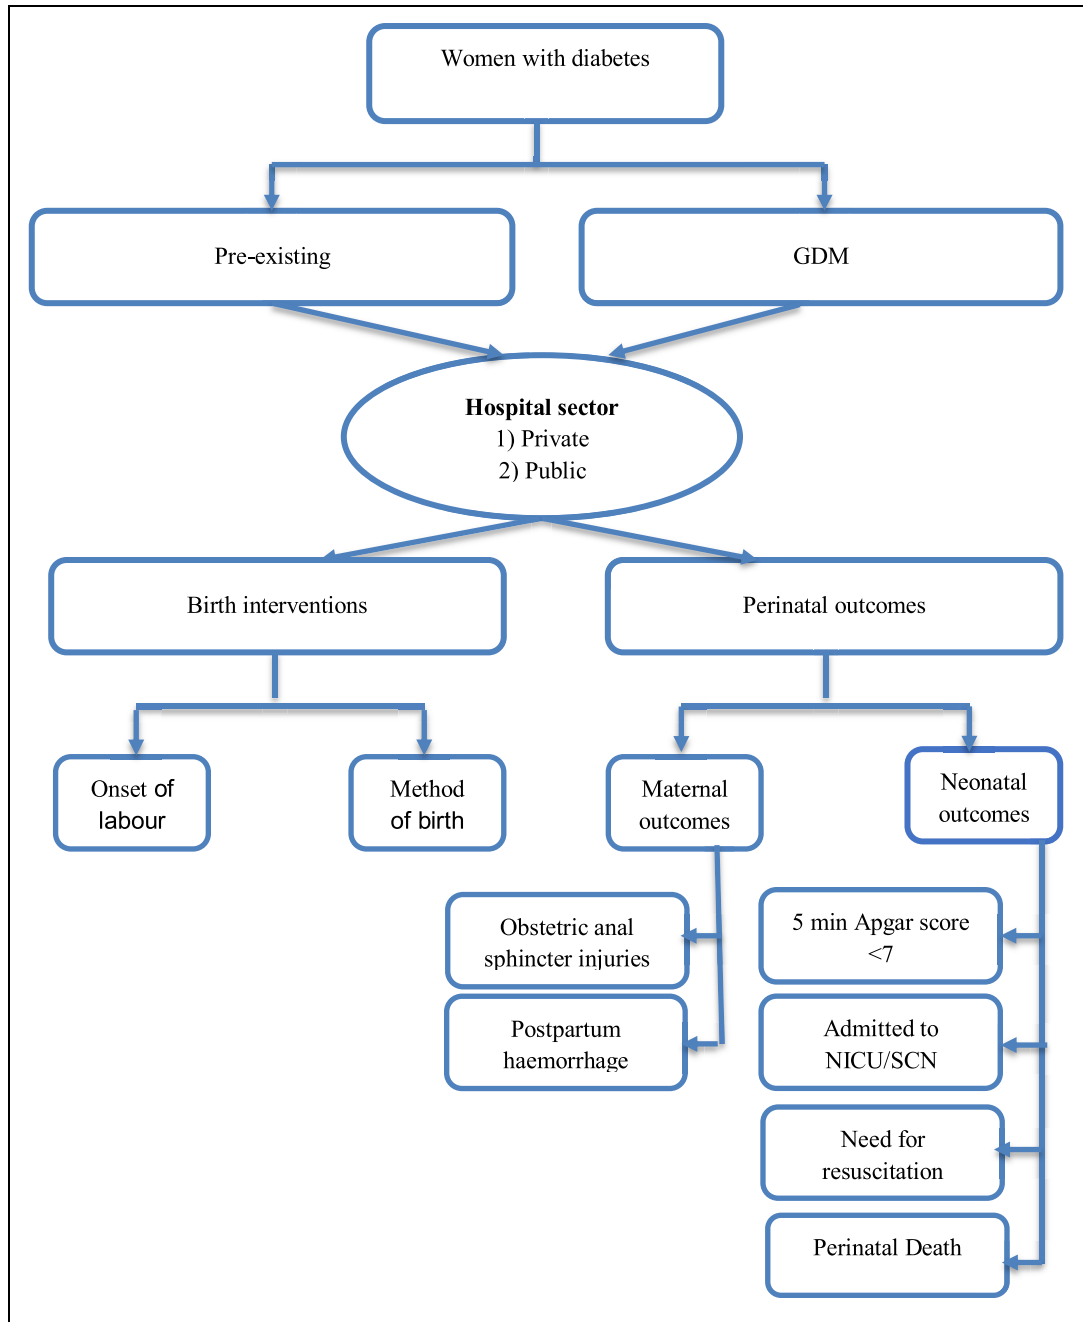 Women with diabetes
Pre-existing
GDM
Hospital sector
1) Private
2) Public
Birth interventions
Perinatal outcomes
Onset of
labour
Method
of birth
Maternal
outcomes
Neonatal
outcomes
Obstetric anal
sphincter injuries
Postpartum
haemorrhage
5 min Apgar score
<7
Admitted to
NICU/SCN
Need for
resuscitation
Perinatal Death